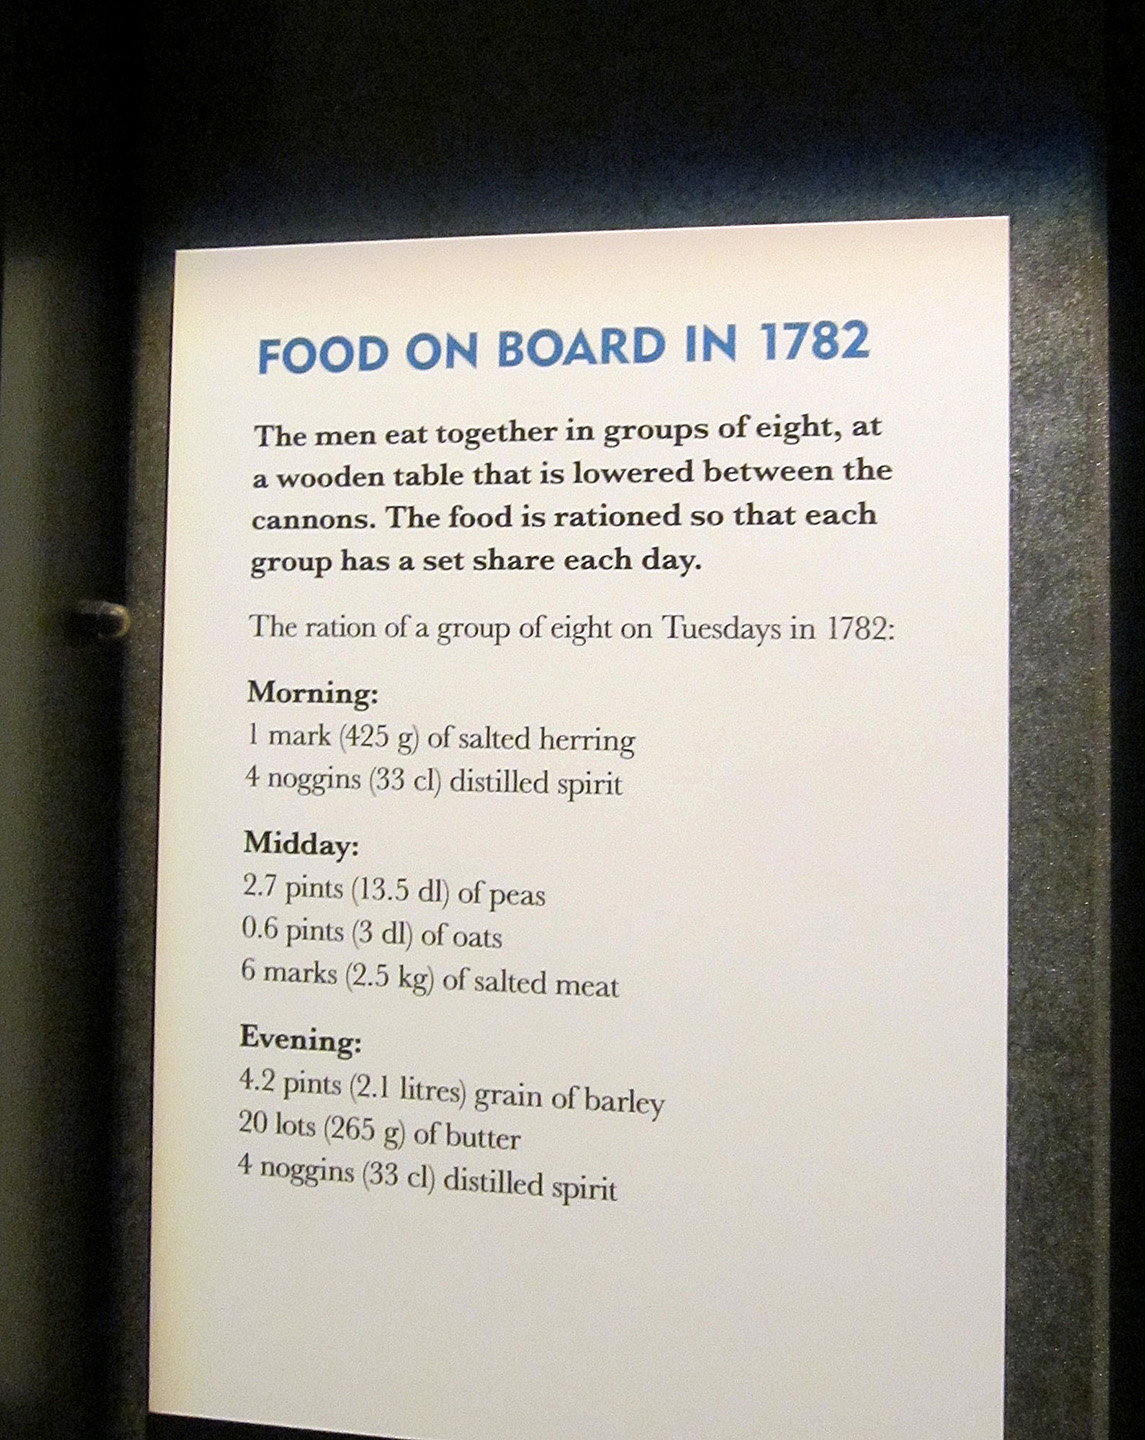 FOOD ON BOARD IN 1782
The men eat together in groups of eight, at
a wooden table that is lowered between the
cannons. The food is rationed so that each
group has a set share each day.
The ration of a group of eight on Tuesdays in 1782:
Morning:
1 mark (425 g) of salted herring
4 noggins (33 cl) distilled spirit
Midday:
2.7 pints (13.5 dl) of peas
0.6 pints (3 dl) of oats
6 marks (2.5 kg) of salted meat
Evening:
4.2 pints (2.1 litres) grain of barley
20 lots (265 g) of butter
4 noggins (33 cl) distilled spirit